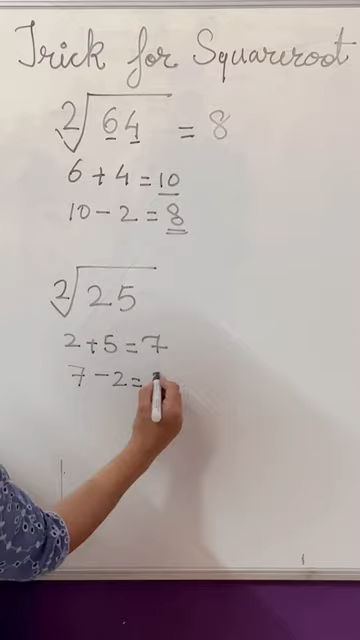 Trick for Squareroot
2√64 = 8
6 + 4 = 10
10 - 2 = 8
2√25
2 + 5 = 7
7 - 2 =